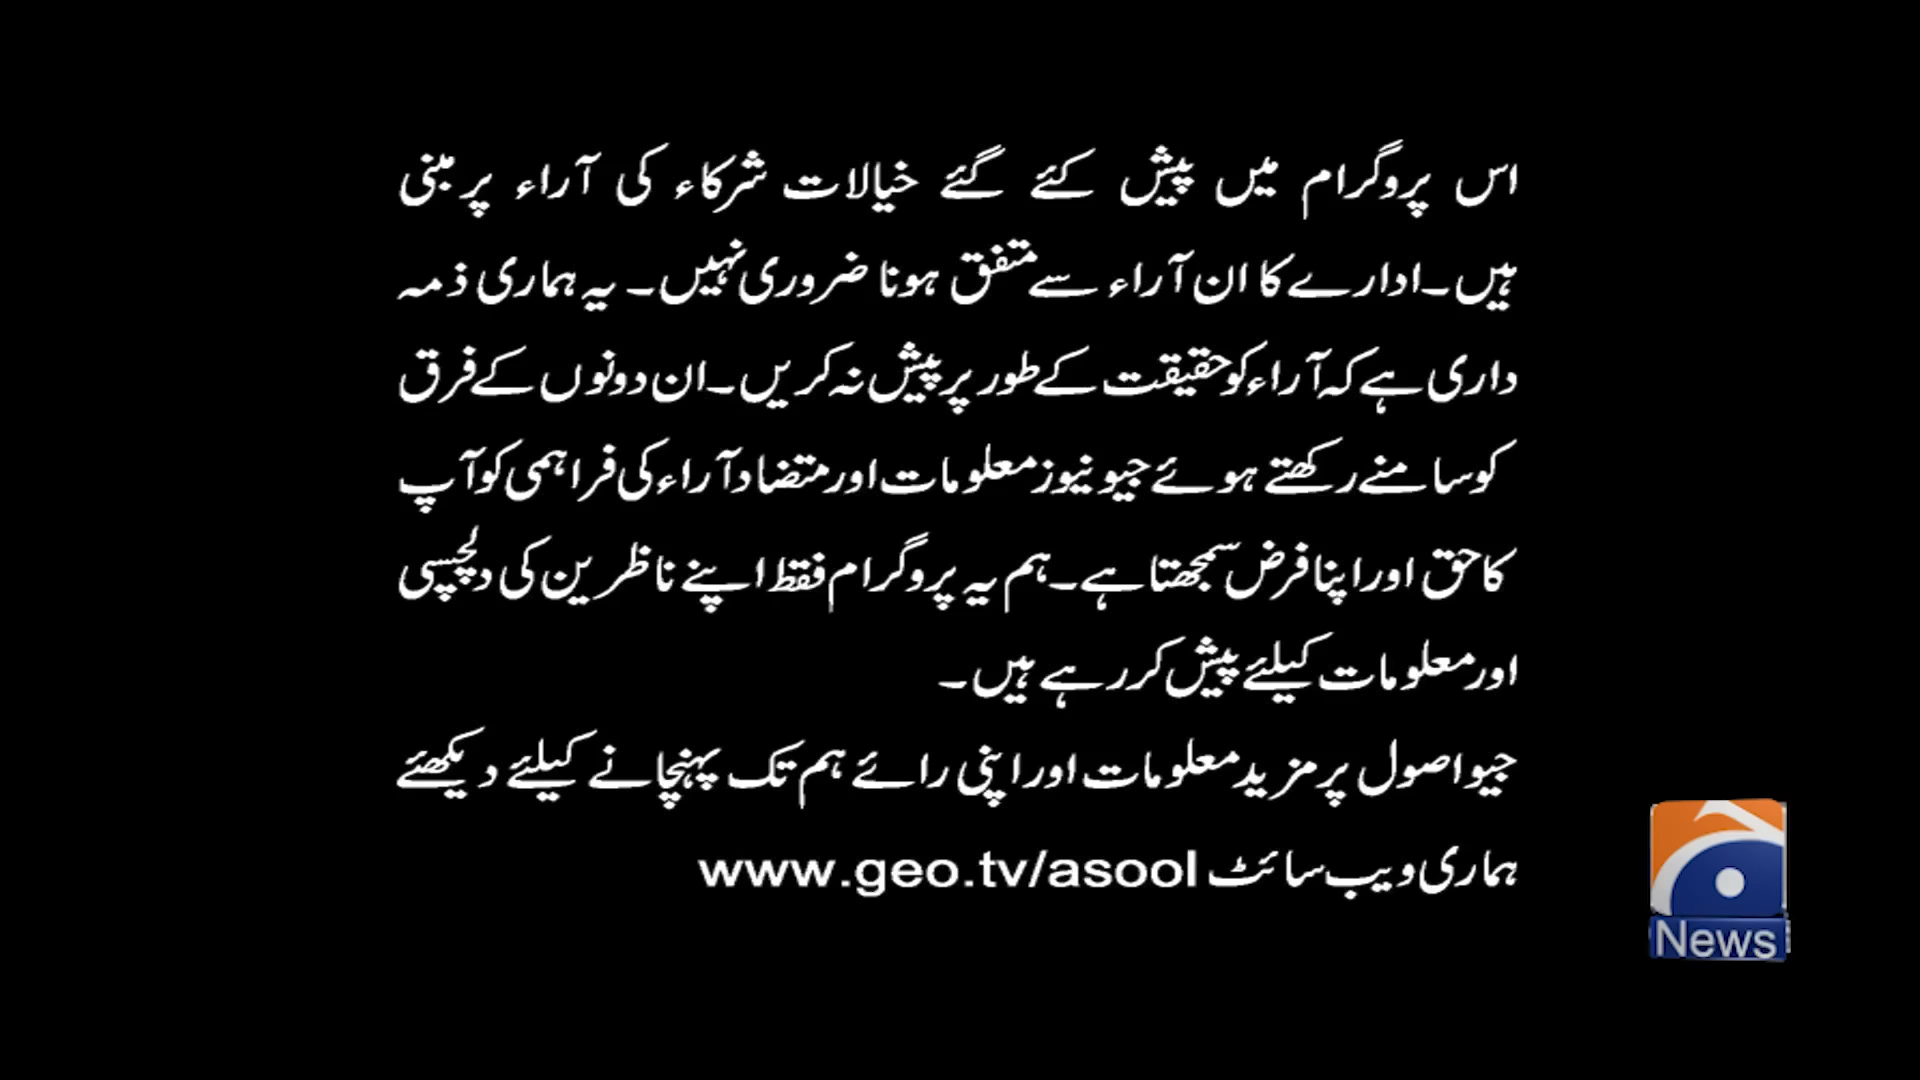 اس پروگرام میں پیش کئے گئے خیالات شرکاء کی آراء پر مبنی
ہیں۔ ادارے کا ان آراء سے متفق ہونا ضروری نہیں۔ یہ ہماری ذمہ
داری ہے کہ آراء کو حقیقت کے طور پر پیش نہ کریں۔ ان دونوں کے فرق
کو سامنے رکھتے ہوئے جیو نیوز معلومات اور متضاد آراء کی فراہمی کو آپ
کا حق اور اپنا فرض سمجھتا ہے۔ ہم یہ پروگرام فقط اپنے ناظرین کی دلچسپی
اور معلومات کیلئے پیش کر رہے ہیں۔
جیو اصول پر مزید معلومات اور اپنی رائے ہم تک پہنچانے کیلئے دیکھئے
ہماری ویب سائٹ www.geo.tv/asool
News